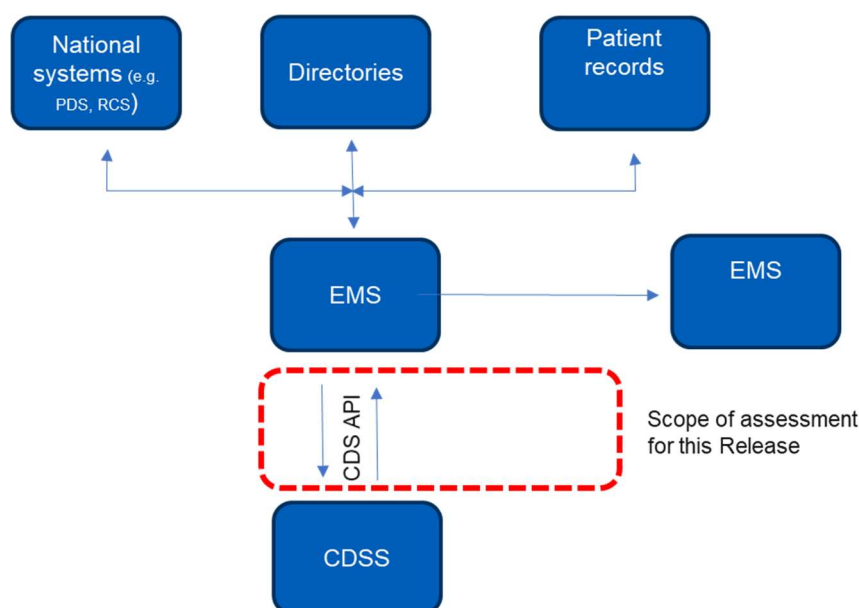 National
systems (e.g.
PDS, RCS)
Directories
Patient
records
EMS
EMS
CDS API
Scope of assessment
for this Release
CDSS